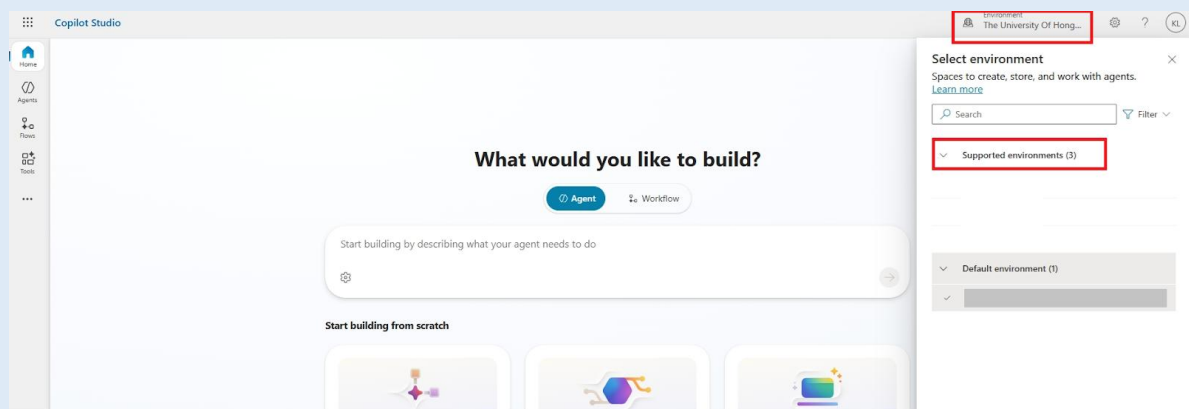 Copilot Studio
Environment
The University Of Hong...
?
KL
Home
Agents
Flows
Tools
...
What would you like to build?
Agent
Workflow
Start building by describing what your agent needs to do
Start building from scratch
Select environment
Spaces to create, store, and work with agents.
Learn more
Search
Filter
Supported environments (3)
Default environment (1)